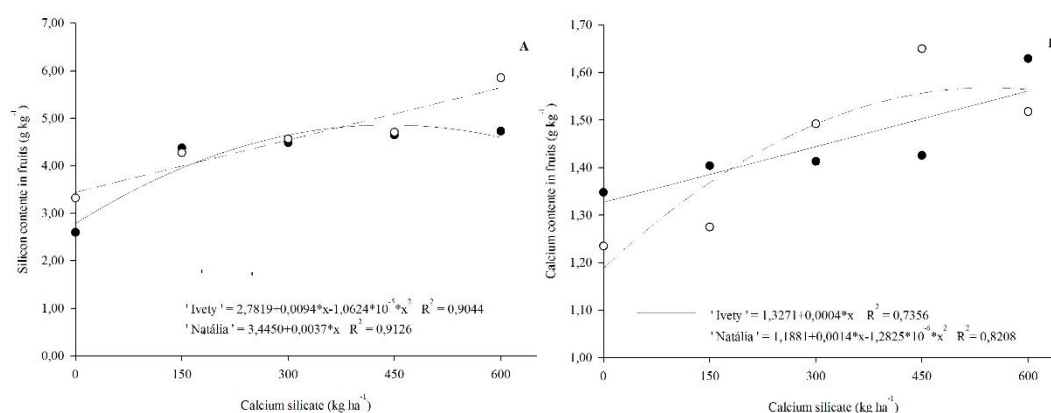 A
Silicon contente in fruits (g kg⁻¹)
7,00
6,00
5,00
4,00
3,00
2,00
1,00
0,00
' Ivety ' = 2,7819+0,0094*x-1,0624*10⁻⁵*x² R² = 0,9044
' Natália ' = 3,4450+0,0037*x R² = 0,9126
0 150 300 450 600
Calcium silicate (kg ha⁻¹)
Calcium contente in fruits (g kg⁻¹)
1,70
1,60
1,50
1,40
1,30
1,20
1,10
1,00
' Ivety ' = 1,3271+0,0004*x R² = 0,7356
' Natália ' = 1,1881+0,0014*x-1,2825*10⁻⁶*x² R² = 0,8208
0 150 300 450 600
Calcium silicate (kg ha⁻¹)